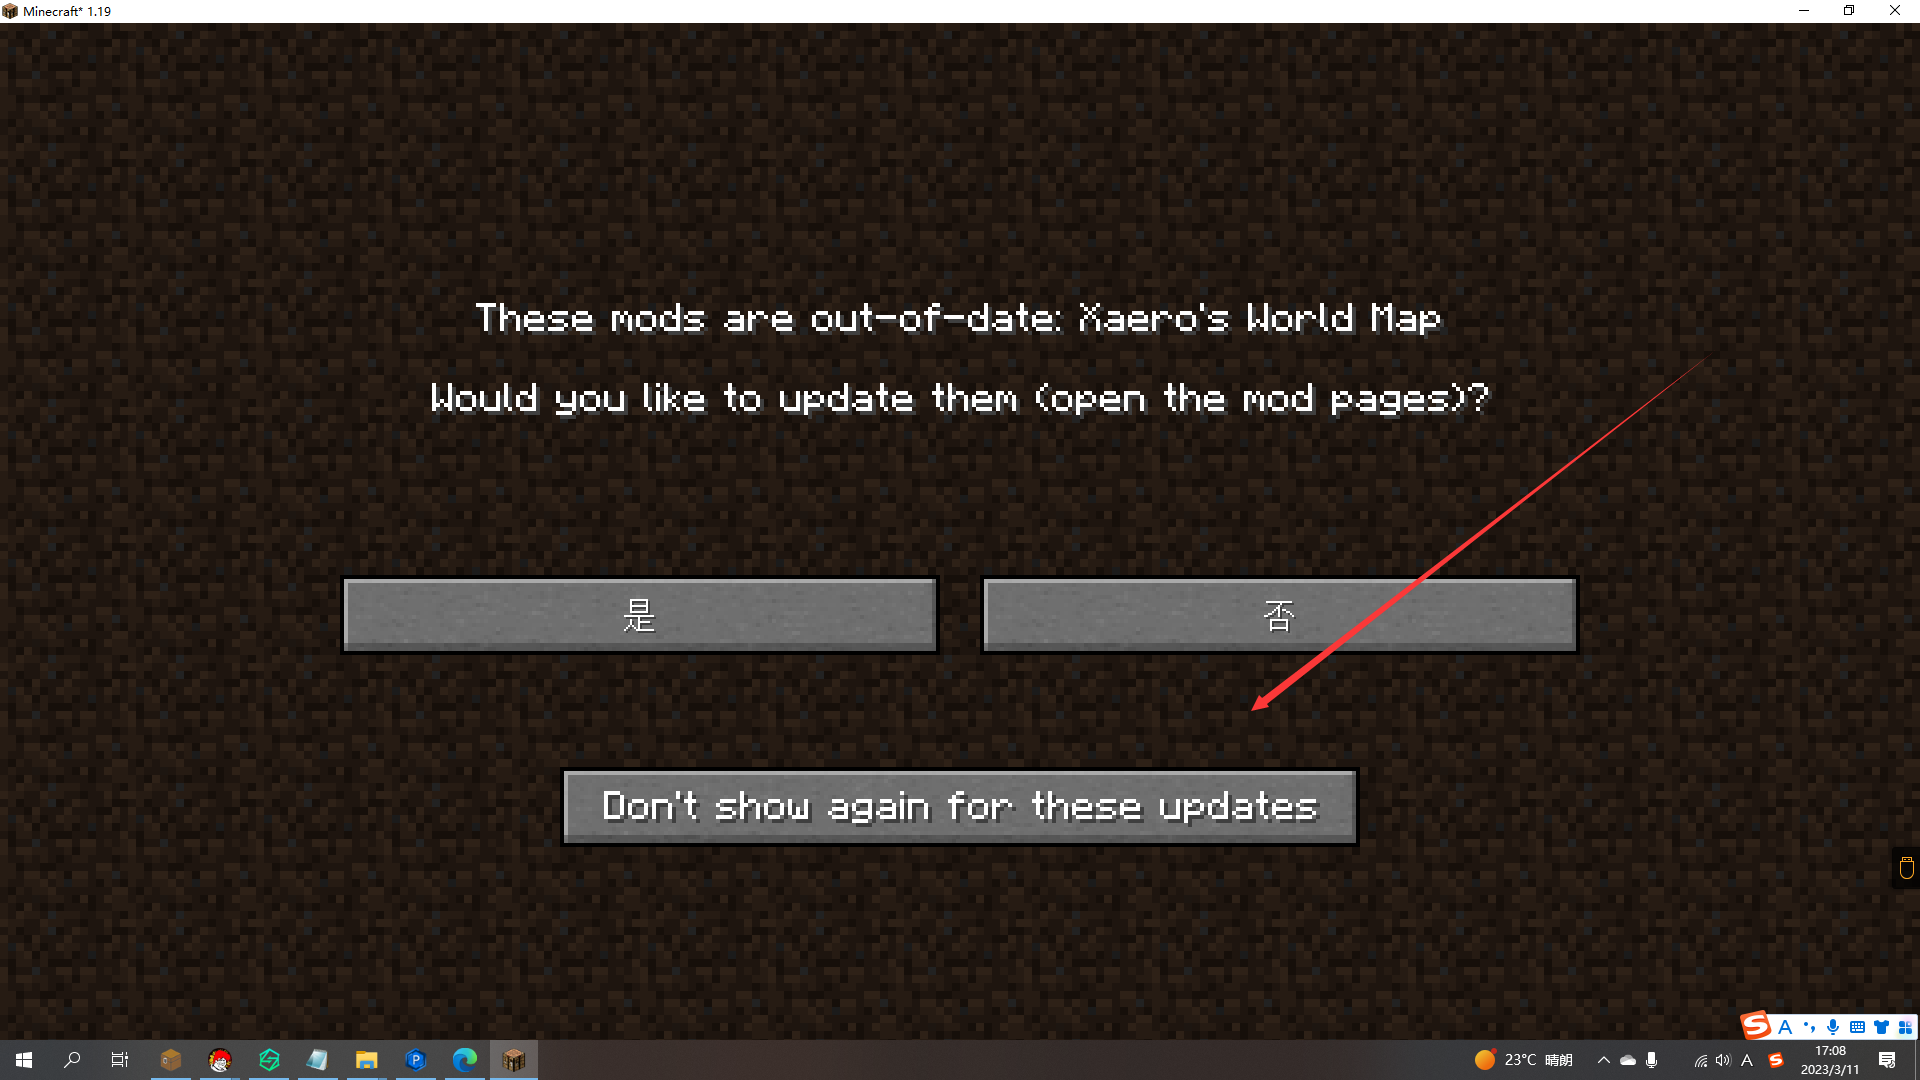 Minecraft* 1.19
These mods are out-of-date: Xaero's World Map
Would you like to update them (open the mod pages)?
是
否
Don't show again for these updates
S A
P
23°C 晴朗
A S
17:08
2023/3/11